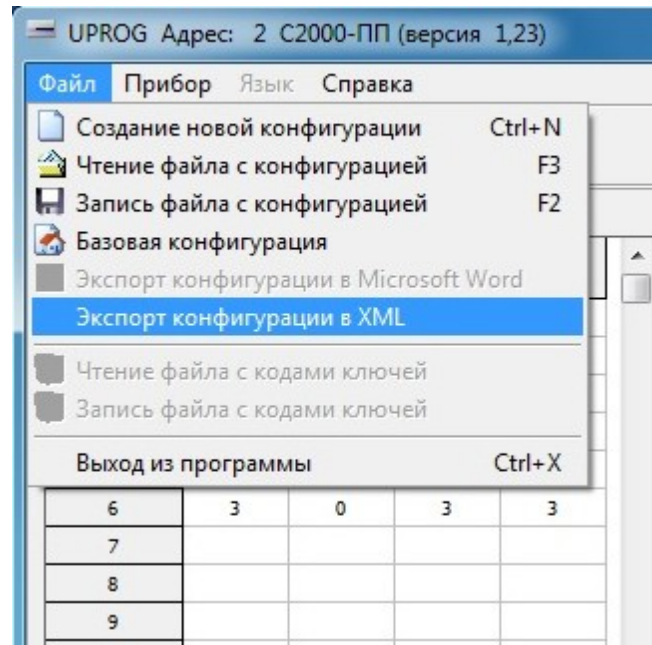 UPROG Адрес: 2 С2000-ПП (версия 1,23)
Файл Прибор Язык Справка
Создание новой конфигурации Ctrl+N
Чтение файла с конфигурацией F3
Запись файла с конфигурацией F2
Базовая конфигурация
Экспорт конфигурации в Microsoft Word
Экспорт конфигурации в XML
Чтение файла с кодами ключей
Запись файла с кодами ключей
Выход из программы Ctrl+X
6 3 0 3 3
7
8
9